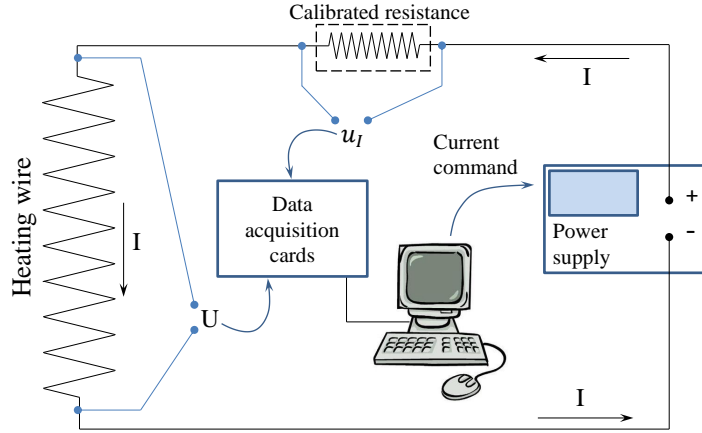 Calibrated resistance
I
u_I
Current
command
+
-
Power
supply
Data
acquisition
cards
Heating wire
I
U
I